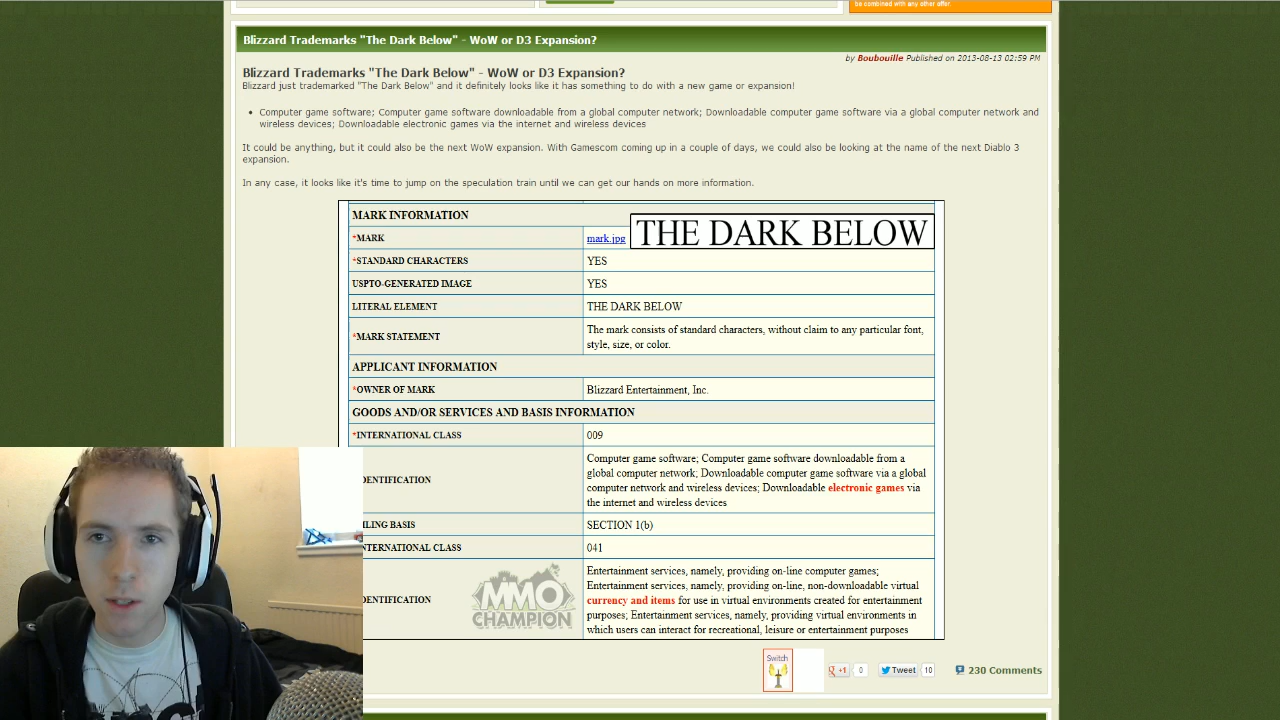 be combined with any other offer.
Blizzard Trademarks "The Dark Below" - WoW or D3 Expansion?
by Boubouille Published on 2013-08-13 02:59 PM
Blizzard Trademarks "The Dark Below" - WoW or D3 Expansion?
Blizzard just trademarked "The Dark Below" and it definitely looks like it has something to do with a new game or expansion!
• Computer game software; Computer game software downloadable from a global computer network; Downloadable computer game software via a global computer network and
wireless devices; Downloadable electronic games via the internet and wireless devices
It could be anything, but it could also be the next WoW expansion. With Gamescom coming up in a couple of days, we could also be looking at the name of the next Diablo 3
expansion.
In any case, it looks like it's time to jump on the speculation train until we can get our hands on more information.
MARK INFORMATION
*MARK mark.jpg THE DARK BELOW
*STANDARD CHARACTERS YES
USPTO-GENERATED IMAGE YES
LITERAL ELEMENT THE DARK BELOW
*MARK STATEMENT The mark consists of standard characters, without claim to any particular font,
style, size, or color.
APPLICANT INFORMATION
*OWNER OF MARK Blizzard Entertainment, Inc.
GOODS AND/OR SERVICES AND BASIS INFORMATION
*INTERNATIONAL CLASS 009
DENTIFICATION Computer game software; Computer game software downloadable from a
global computer network; Downloadable computer game software via a global
computer network and wireless devices; Downloadable electronic games via
the internet and wireless devices
ILING BASIS SECTION 1(b)
NTERNATIONAL CLASS 041
DENTIFICATION Entertainment services, namely, providing on-line computer games;
Entertainment services, namely, providing on-line, non-downloadable virtual
currency and items for use in virtual environments created for entertainment
purposes; Entertainment services, namely, providing virtual environments in
which users can interact for recreational, leisure or entertainment purposes
MMO
CHAMPION
Switch
+1 0 Tweet 10 230 Comments